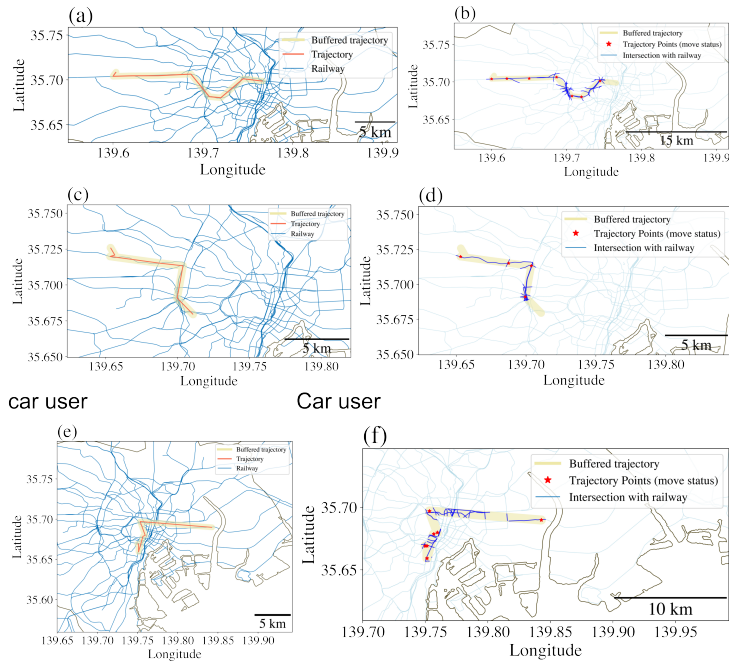 (a)
Buffered trajectory
Trajectory
Railway
35.75
35.70
35.65
Latitude
5 km
139.6
139.7
139.8
139.9
Longitude
(b)
Buffered trajectory
Trajectory Points (move status)
Intersection with railway
35.75
35.70
35.65
Latitude
15 km
139.6
139.7
139.8
139.9
Longitude
(c)
Buffered trajectory
Trajectory
Railway
35.750
35.725
35.700
35.675
35.650
Latitude
5 km
139.65
139.70
139.75
139.80
Longitude
(d)
Buffered trajectory
Trajectory Points (move status)
Intersection with railway
35.750
35.725
35.700
35.675
35.650
Latitude
5 km
139.60
139.65
139.70
139.75
139.80
Longitude
car user
Car user
(e)
Buffered trajectory
Trajectory
Railway
35.75
35.70
35.65
35.60
Latitude
5 km
139.65
139.70
139.75
139.80
139.85
139.90
Longitude
(f)
Buffered trajectory
Trajectory Points (move status)
Intersection with railway
35.70
35.65
Latitude
10 km
139.70
139.75
139.80
139.85
139.90
139.95
Longitude